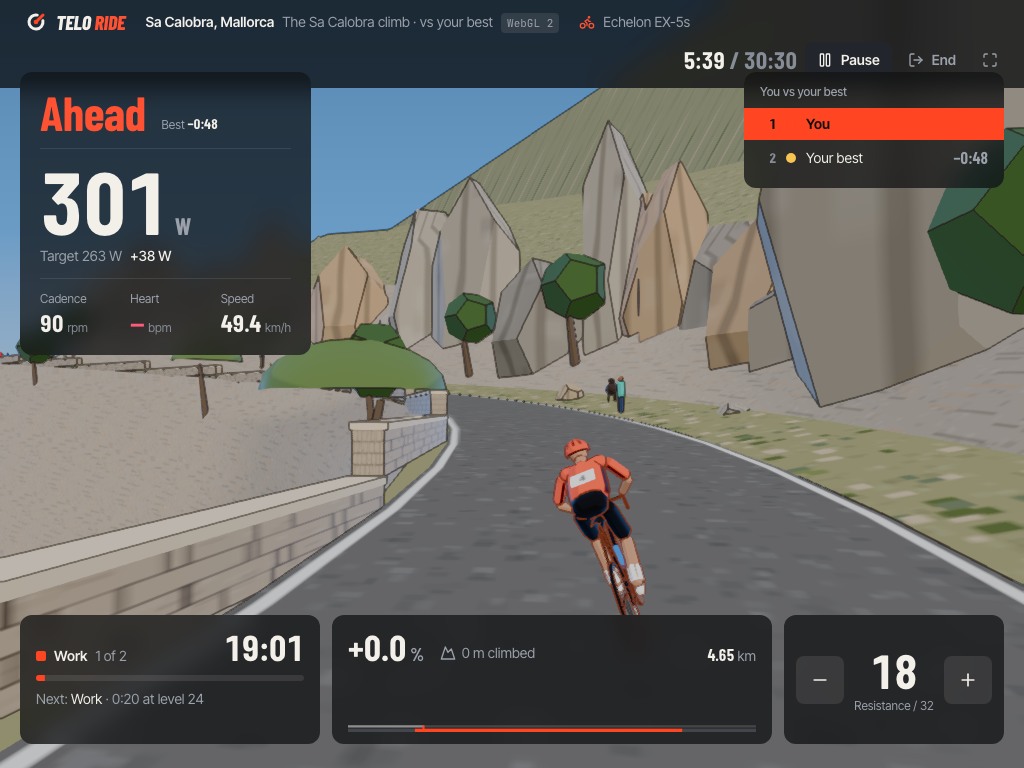 TELO RIDE Sa Calobra, Mallorca The Sa Calobra climb · vs your best WebGL 2 Echelon EX-5s
5:39 / 30:30 Pause End
Ahead Best −0:48
301 W
Target 263 W +38 W
Cadence Heart Speed
90 rpm — bpm 49.4 km/h
You vs your best
1 You
2 Your best −0:48
4
Work 1 of 2 19:01
Next: Work · 0:20 at level 24
+0.0 % 0 m climbed 4.65 km
− 18 +
Resistance / 32